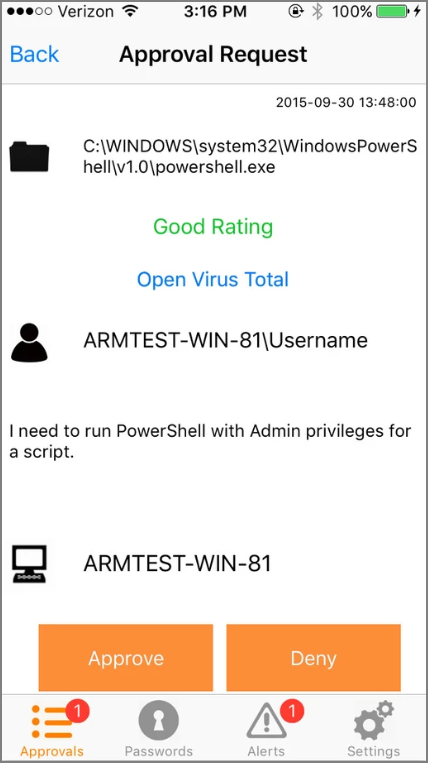 Verizon 3:16 PM 100%
Back Approval Request
2015-09-30 13:48:00
C:\WINDOWS\system32\WindowsPowerS
hell\v1.0\powershell.exe
Good Rating
Open Virus Total
ARMTEST-WIN-81\Username
I need to run PowerShell with Admin privileges for
a script.
ARMTEST-WIN-81
Approve Deny
1 1
Approvals Passwords Alerts Settings